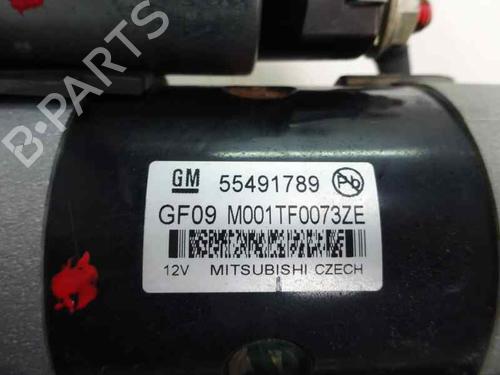 B-PARTS
GM 55491789 Pb
GF09 M001TF0073ZE
12V MITSUBISHI CZECH